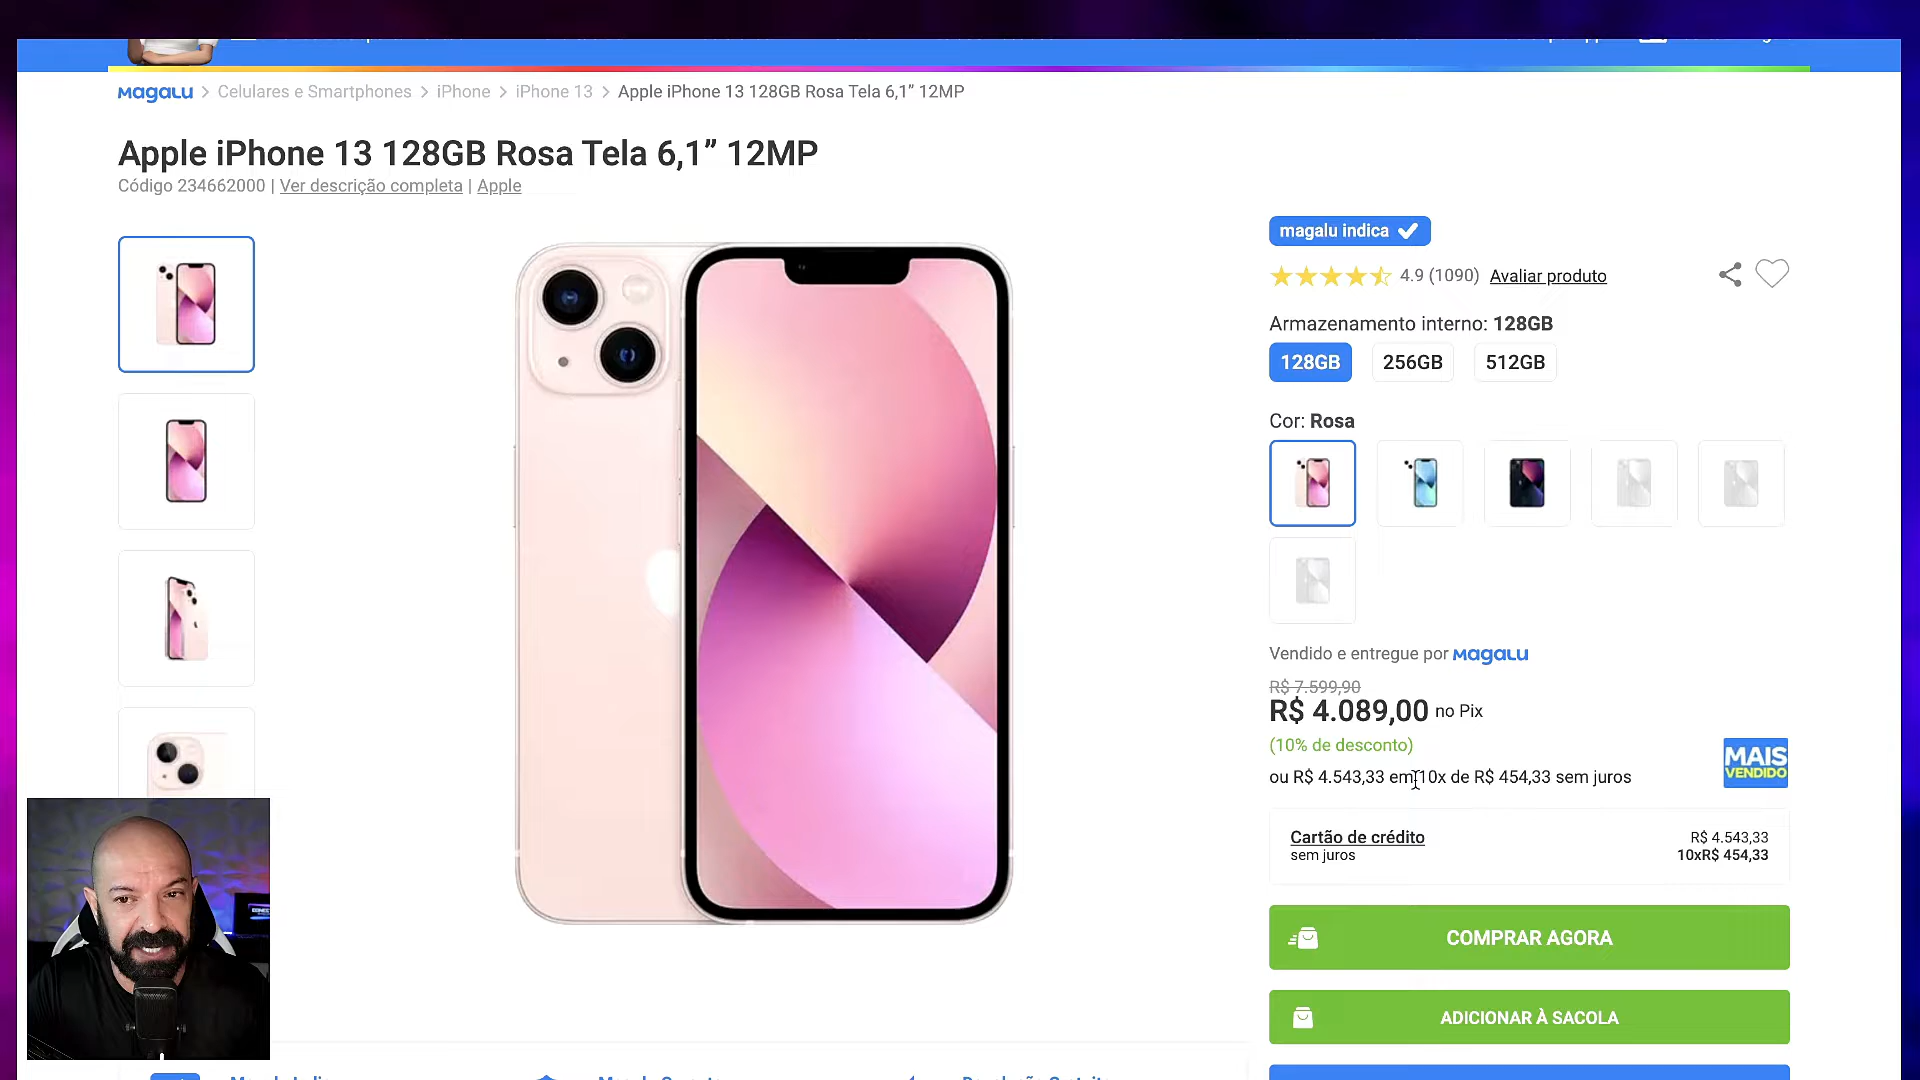 magalu > Celulares e Smartphones > iPhone > iPhone 13 > Apple iPhone 13 128GB Rosa Tela 6,1” 12MP
Apple iPhone 13 128GB Rosa Tela 6,1” 12MP
Código 234662000 | Ver descrição completa | Apple
magalu indica
4.9 (1090) Avaliar produto
Armazenamento interno: 128GB
128GB 256GB 512GB
Cor: Rosa
Vendido e entregue por magalu
R$ 7.599,90
R$ 4.089,00 no Pix
(10% de desconto)
ou R$ 4.543,33 em 10x de R$ 454,33 sem juros
MAIS
VENDIDO
Cartão de crédito R$ 4.543,33
sem juros 10xR$ 454,33
COMPRAR AGORA
ADICIONAR À SACOLA